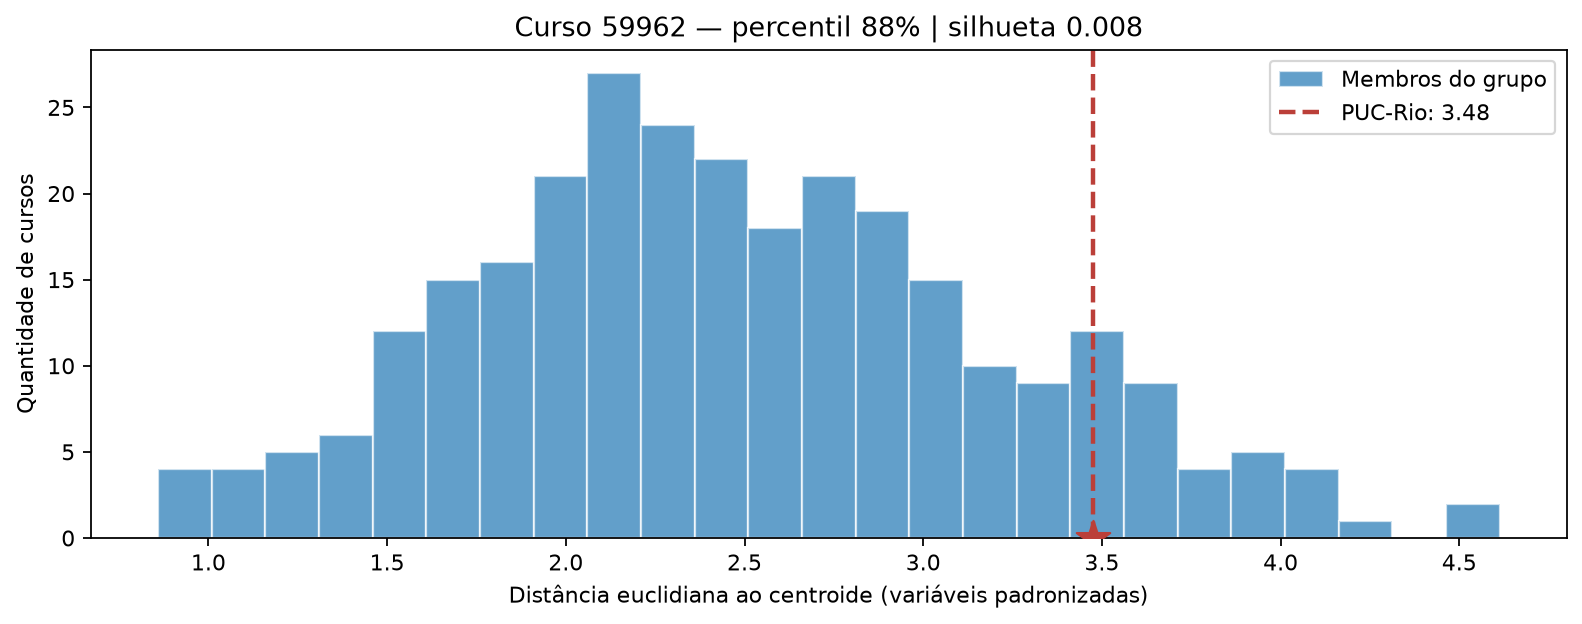 Curso 59962 — percentil 88% | silhueta 0.008
Membros do grupo
PUC-Rio: 3.48
Quantidade de cursos
25
20
15
10
5
0
1.0 1.5 2.0 2.5 3.0 3.5 4.0 4.5
Distância euclidiana ao centroide (variáveis padronizadas)